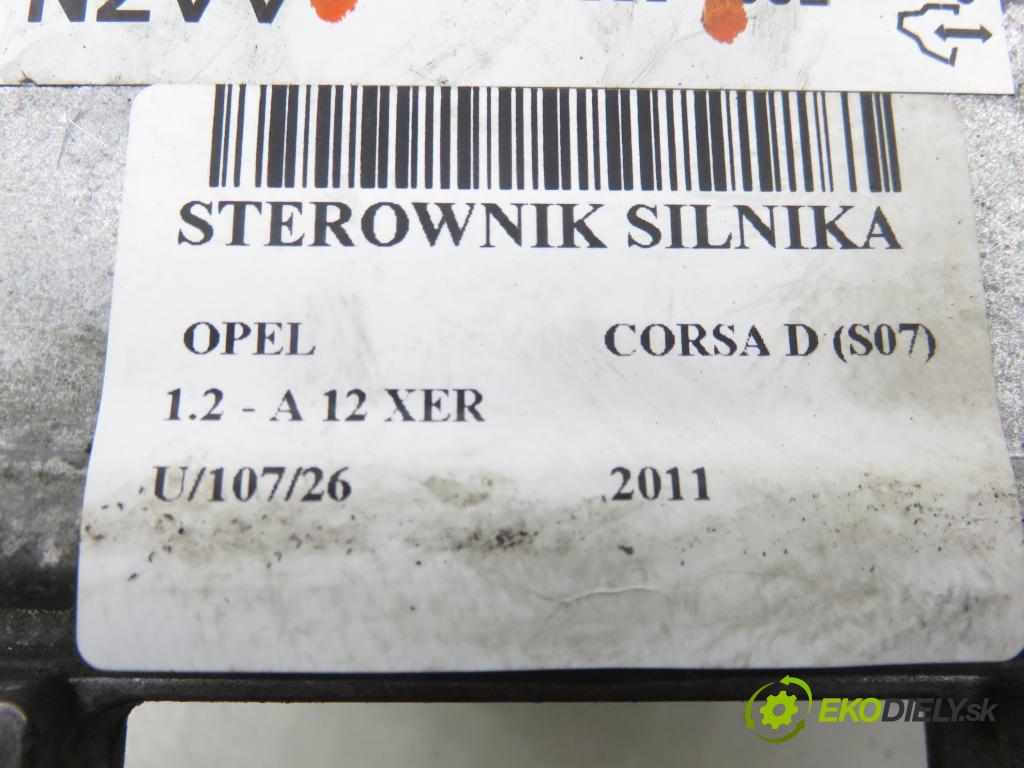 STEROWNIK SILNIKA
OPEL CORSA D (S07)
1.2 - A 12 XER
U/107/26 2011
EKODIELY.sk